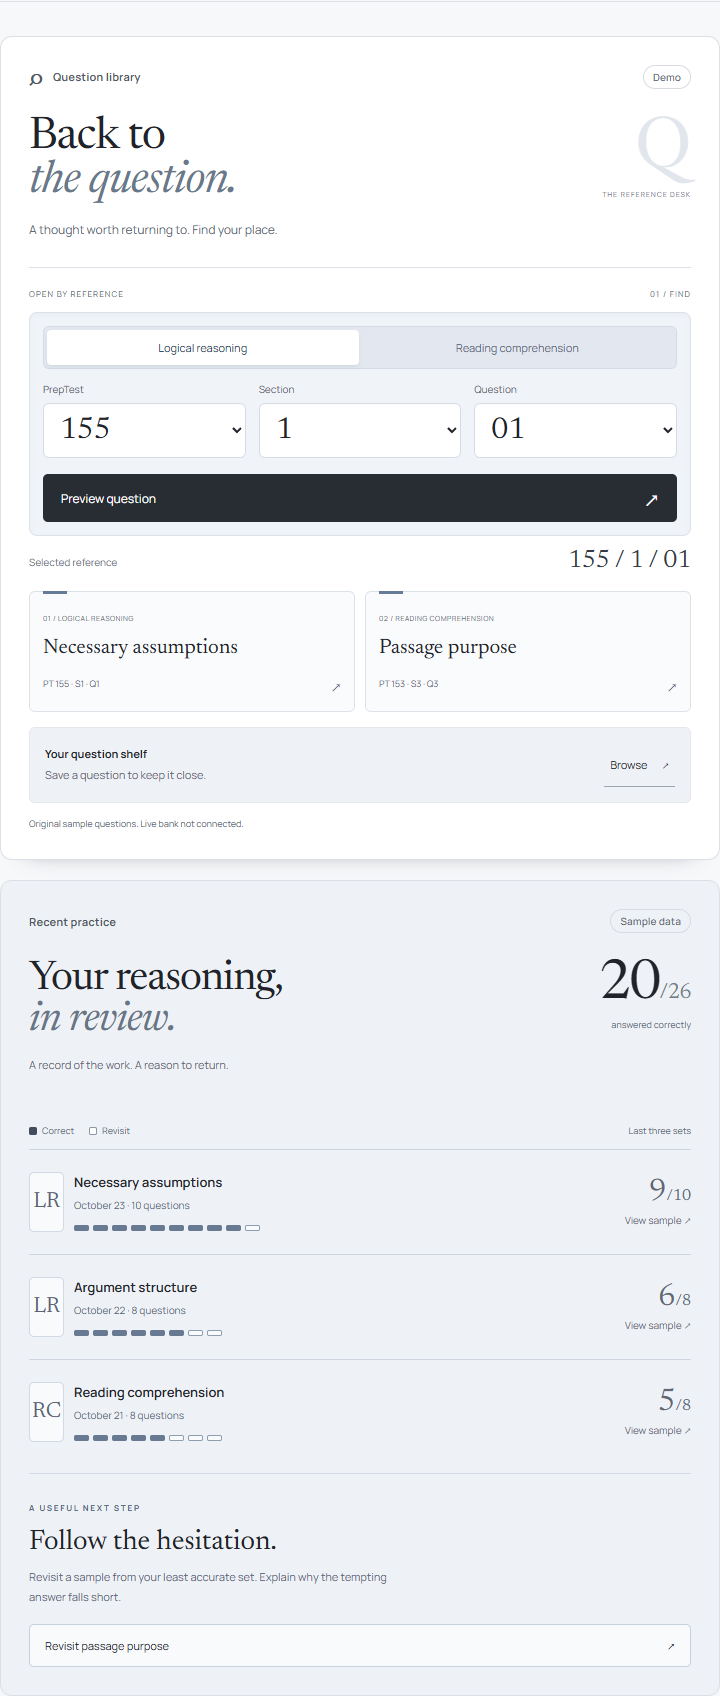 Question library
Demo
Back to
the question.
Q
THE REFERENCE DESK
A thought worth returning to. Find your place.
OPEN BY REFERENCE
01 / FIND
Logical reasoning
Reading comprehension
PrepTest
Section
Question
155
1
01
Preview question
Selected reference
155 / 1 / 01
01 / LOGICAL REASONING
Necessary assumptions
PT 155 · S1 · Q1
02 / READING COMPREHENSION
Passage purpose
PT 153 · S3 · Q3
Your question shelf
Save a question to keep it close.
Browse
Original sample questions. Live bank not connected.
Recent practice
Sample data
Your reasoning,
in review.
20/26
answered correctly
A record of the work. A reason to return.
Correct
Revisit
Last three sets
LR
Necessary assumptions
October 23 · 10 questions
9/10
View sample
LR
Argument structure
October 22 · 8 questions
6/8
View sample
RC
Reading comprehension
October 21 · 8 questions
5/8
View sample
A USEFUL NEXT STEP
Follow the hesitation.
Revisit a sample from your least accurate set. Explain why the tempting
answer falls short.
Revisit passage purpose